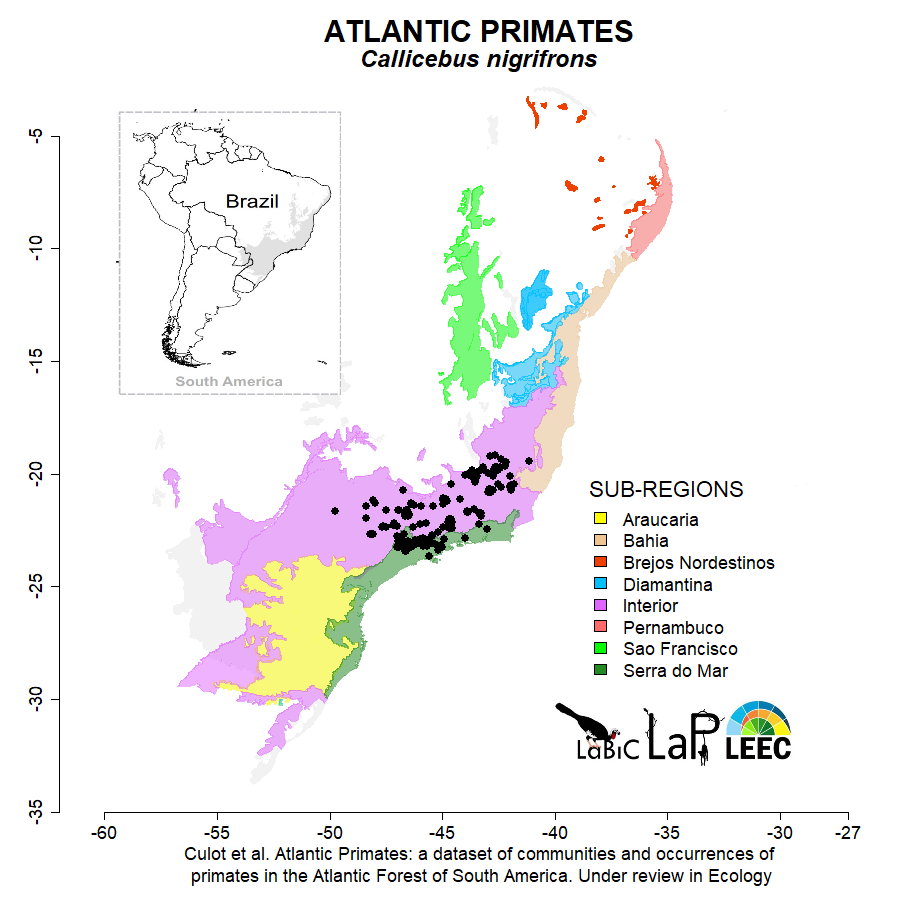 ATLANTIC PRIMATES
Callicebus nigrifrons
Brazil
South America
-5
-10
-15
-20
-25
-30
-35
SUB-REGIONS
Araucaria
Bahia
Brejos Nordestinos
Diamantina
Interior
Pernambuco
Sao Francisco
Serra do Mar
LaBiC LaP LEEC
-60
-55
-50
-45
-40
-35
-30
-27
Culot et al. Atlantic Primates: a dataset of communities and occurrences of
primates in the Atlantic Forest of South America. Under review in Ecology